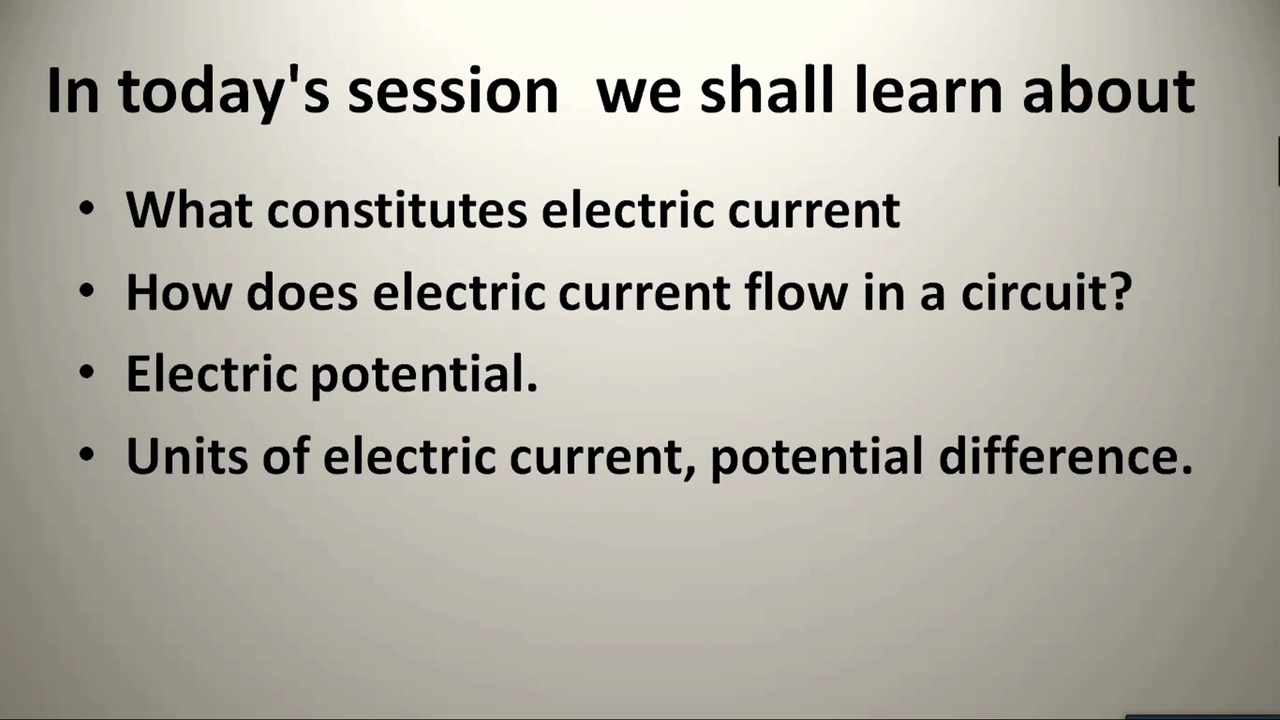 In today's session  we shall learn about
• What constitutes electric current
• How does electric current flow in a circuit?
• Electric potential.
• Units of electric current, potential difference.